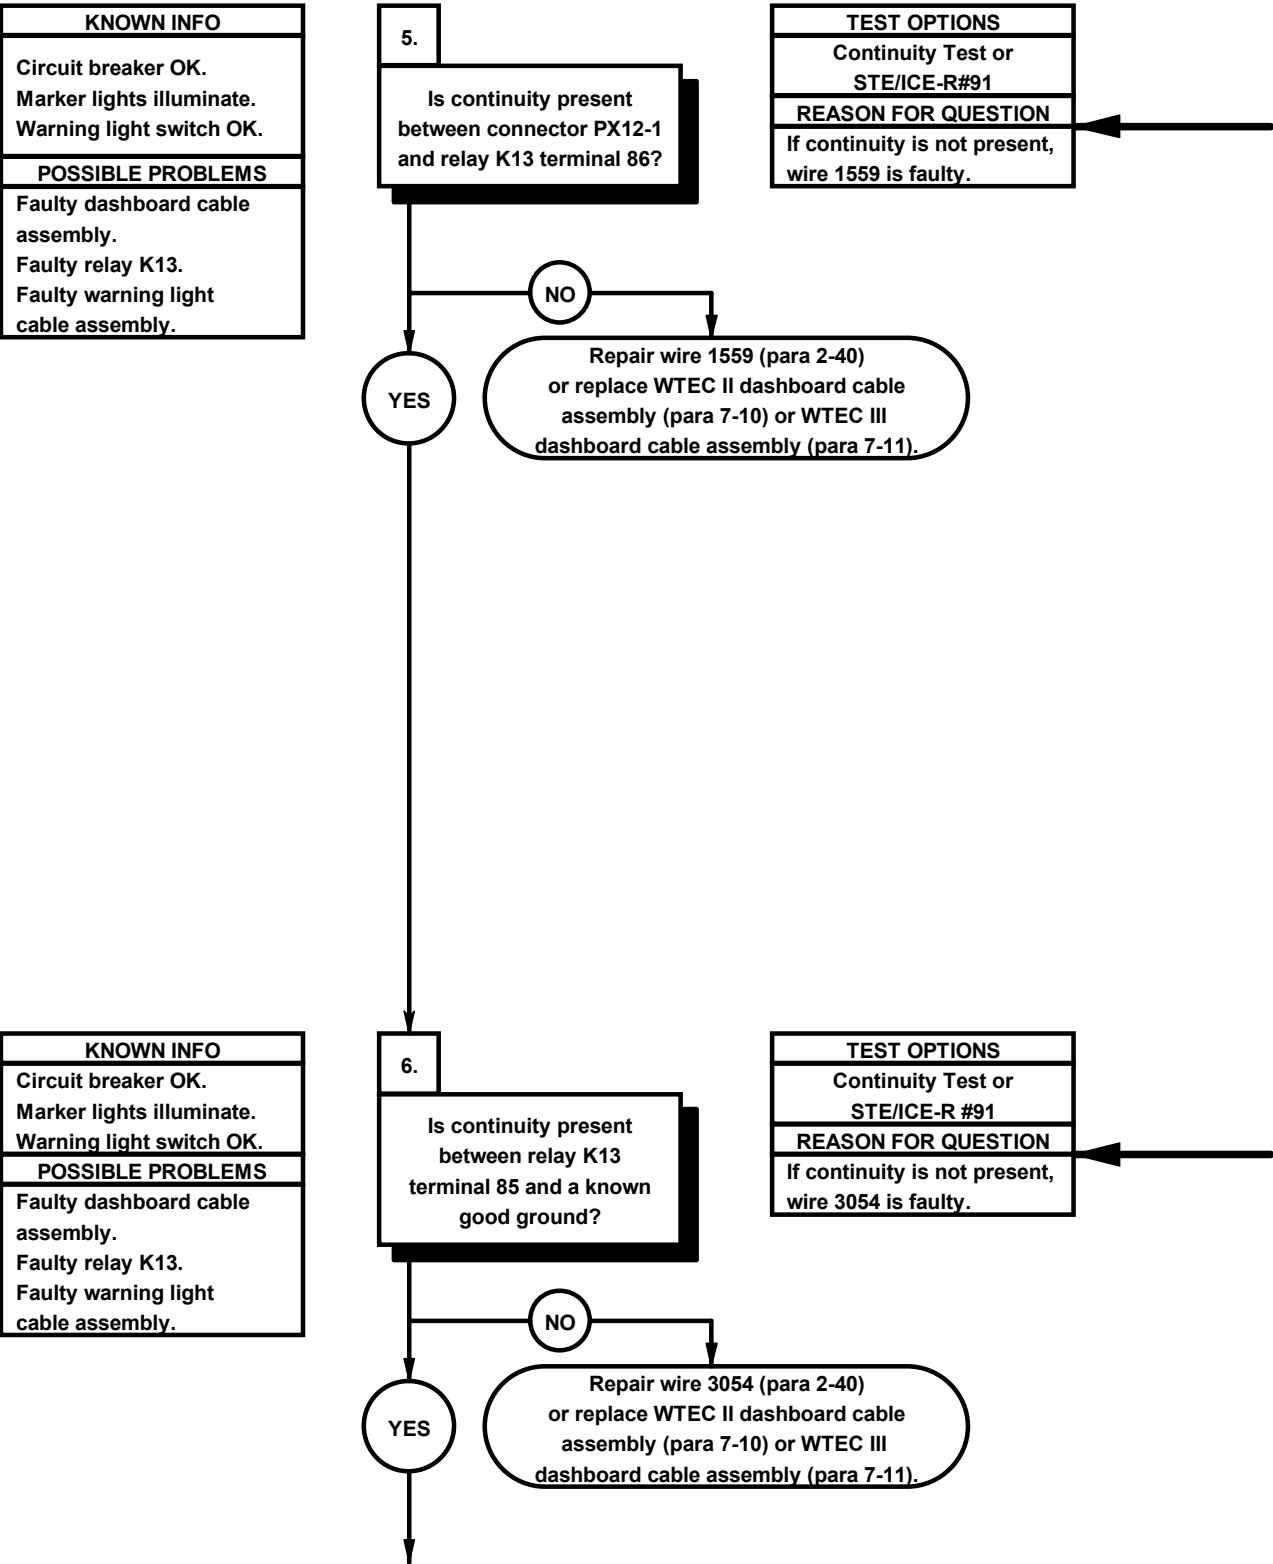 KNOWN INFO
Circuit breaker OK.
Marker lights illuminate.
Warning light switch OK.
POSSIBLE PROBLEMS
Faulty dashboard cable
assembly.
Faulty relay K13.
Faulty warning light
cable assembly.
5.
Is continuity present
between connector PX12-1
and relay K13 terminal 86?
TEST OPTIONS
Continuity Test or
STE/ICE-R#91
REASON FOR QUESTION
If continuity is not present,
wire 1559 is faulty.
NO
YES
Repair wire 1559 (para 2-40)
or replace WTEC II dashboard cable
assembly (para 7-10) or WTEC III
dashboard cable assembly (para 7-11).
KNOWN INFO
Circuit breaker OK.
Marker lights illuminate.
Warning light switch OK.
POSSIBLE PROBLEMS
Faulty dashboard cable
assembly.
Faulty relay K13.
Faulty warning light
cable assembly.
6.
Is continuity present
between relay K13
terminal 85 and a known
good ground?
TEST OPTIONS
Continuity Test or
STE/ICE-R #91
REASON FOR QUESTION
If continuity is not present,
wire 3054 is faulty.
NO
YES
Repair wire 3054 (para 2-40)
or replace WTEC II dashboard cable
assembly (para 7-10) or WTEC III
dashboard cable assembly (para 7-11).